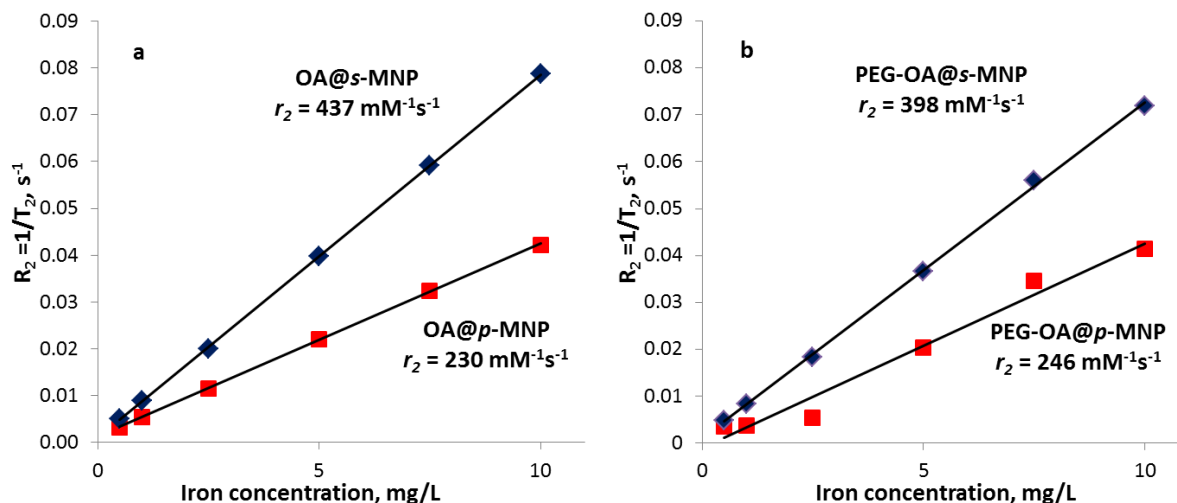 a
OA@s-MNP
r₂ = 437 mM⁻¹s⁻¹
OA@p-MNP
r₂ = 230 mM⁻¹s⁻¹
R₂ =1/T₂, s⁻¹
0.09
0.08
0.07
0.06
0.05
0.04
0.03
0.02
0.01
0.00
0
5
10
Iron concentration, mg/L
b
PEG-OA@s-MNP
r₂ = 398 mM⁻¹s⁻¹
PEG-OA@p-MNP
r₂ = 246 mM⁻¹s⁻¹
R₂ =1/T₂, s⁻¹
0.09
0.08
0.07
0.06
0.05
0.04
0.03
0.02
0.01
0
0
5
10
Iron concentration, mg/L